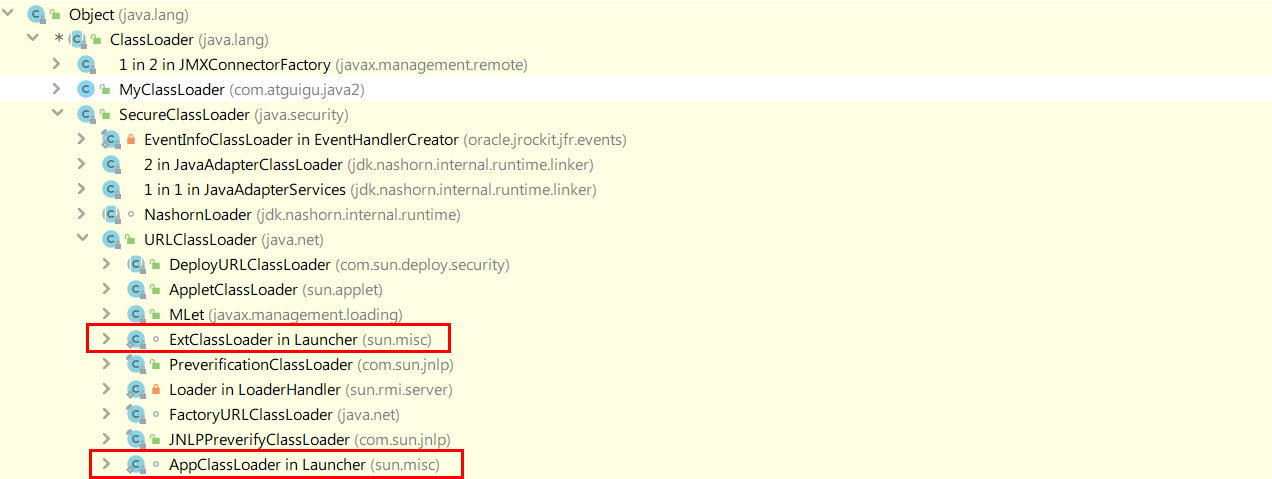 Object (java.lang)
* ClassLoader (java.lang)
1 in 2 in JMXConnectorFactory (javax.management.remote)
MyClassLoader (com.atguigu.java2)
SecureClassLoader (java.security)
EventInfoClassLoader in EventHandlerCreator (oracle.jrockit.jfr.events)
2 in JavaAdapterClassLoader (jdk.nashorn.internal.runtime.linker)
1 in 1 in JavaAdapterServices (jdk.nashorn.internal.runtime.linker)
NashornLoader (jdk.nashorn.internal.runtime)
URLClassLoader (java.net)
DeployURLClassLoader (com.sun.deploy.security)
AppletClassLoader (sun.applet)
MLet (javax.management.loading)
ExtClassLoader in Launcher (sun.misc)
PreverificationClassLoader (com.sun.jnlp)
Loader in LoaderHandler (sun.rmi.server)
FactoryURLClassLoader (java.net)
JNLPPreverifyClassLoader (com.sun.jnlp)
AppClassLoader in Launcher (sun.misc)